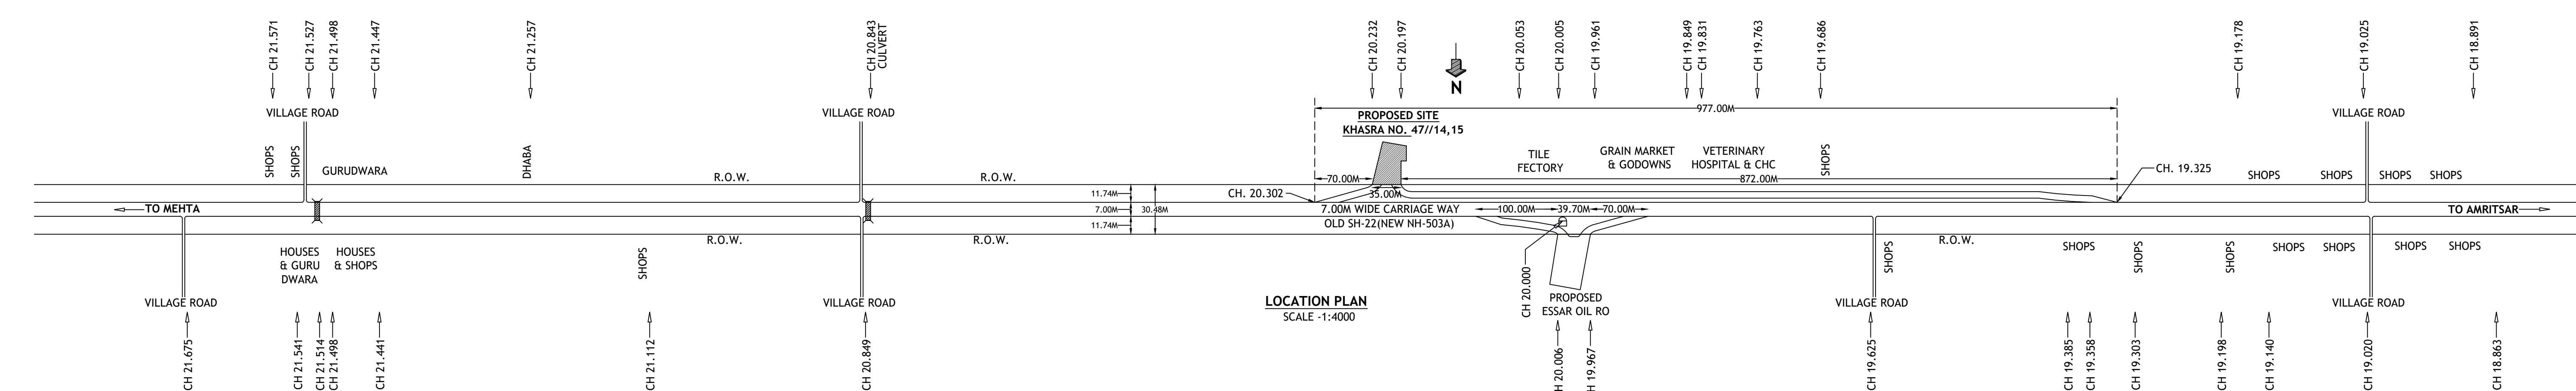 CH 21.571
CH 21.527
CH 21.498
CH 21.447
CH 21.257
CH 20.843
CULVERT
CH 20.232
CH 20.197
N
CH 20.053
CH 20.005
CH 19.961
CH 19.849
CH 19.831
CH 19.763
CH 19.686
CH 19.178
CH 19.025
CH 18.891
VILLAGE ROAD
VILLAGE ROAD
977.00M
VILLAGE ROAD
PROPOSED SITE
KHASRA NO. 47//14,15
SHOPS
SHOPS
GURUDWARA
DHABA
R.O.W.
R.O.W.
TILE
FECTORY
GRAIN MARKET
& GODOWNS
VETERINARY
HOSPITAL & CHC
SHOPS
70.00M
872.00M
CH. 19.325
SHOPS
SHOPS
SHOPS
SHOPS
CH. 20.302
35.00M
11.74M
7.00M
30.48M
11.74M
TO MEHTA
7.00M WIDE CARRIAGE WAY
100.00M
39.70M
70.00M
TO AMRITSAR
OLD SH-22(NEW NH-503A)
R.O.W.
R.O.W.
R.O.W.
HOUSES
& GURU
DWARA
HOUSES
& SHOPS
SHOPS
CH 20.000
SHOPS
SHOPS
SHOPS
SHOPS
SHOPS
SHOPS
SHOPS
SHOPS
VILLAGE ROAD
VILLAGE ROAD
LOCATION PLAN
SCALE -1:4000
PROPOSED
ESSAR OIL RO
VILLAGE ROAD
VILLAGE ROAD
CH 21.675
CH 21.541
CH 21.514
CH 21.498
CH 21.441
CH 21.112
CH 20.849
CH 20.006
CH 19.967
CH 19.625
CH 19.385
CH 19.358
CH 19.303
CH 19.198
CH 19.140
CH 19.020
CH 18.863